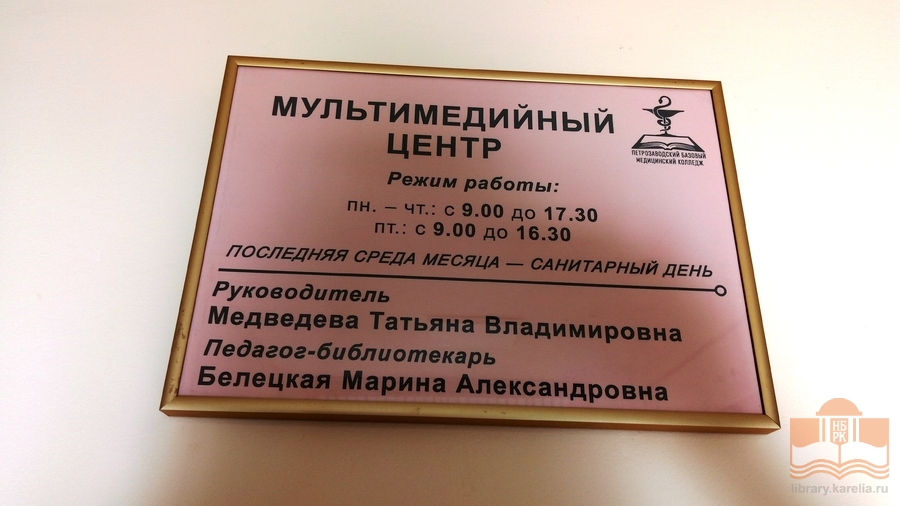 МУЛЬТИМЕДИЙНЫЙ
ЦЕНТР
ПЕТРОЗАВОДСКИЙ БАЗОВЫЙ
МЕДИЦИНСКИЙ КОЛЛЕДЖ
Режим работы:
пн. – чт.: с 9.00 до 17.30
пт.: с 9.00 до 16.30
ПОСЛЕДНЯЯ СРЕДА МЕСЯЦА — САНИТАРНЫЙ ДЕНЬ
Руководитель
Медведева Татьяна Владимировна
Педагог-библиотекарь
Белецкая Марина Александровна
НБ
РК
library.karelia.ru